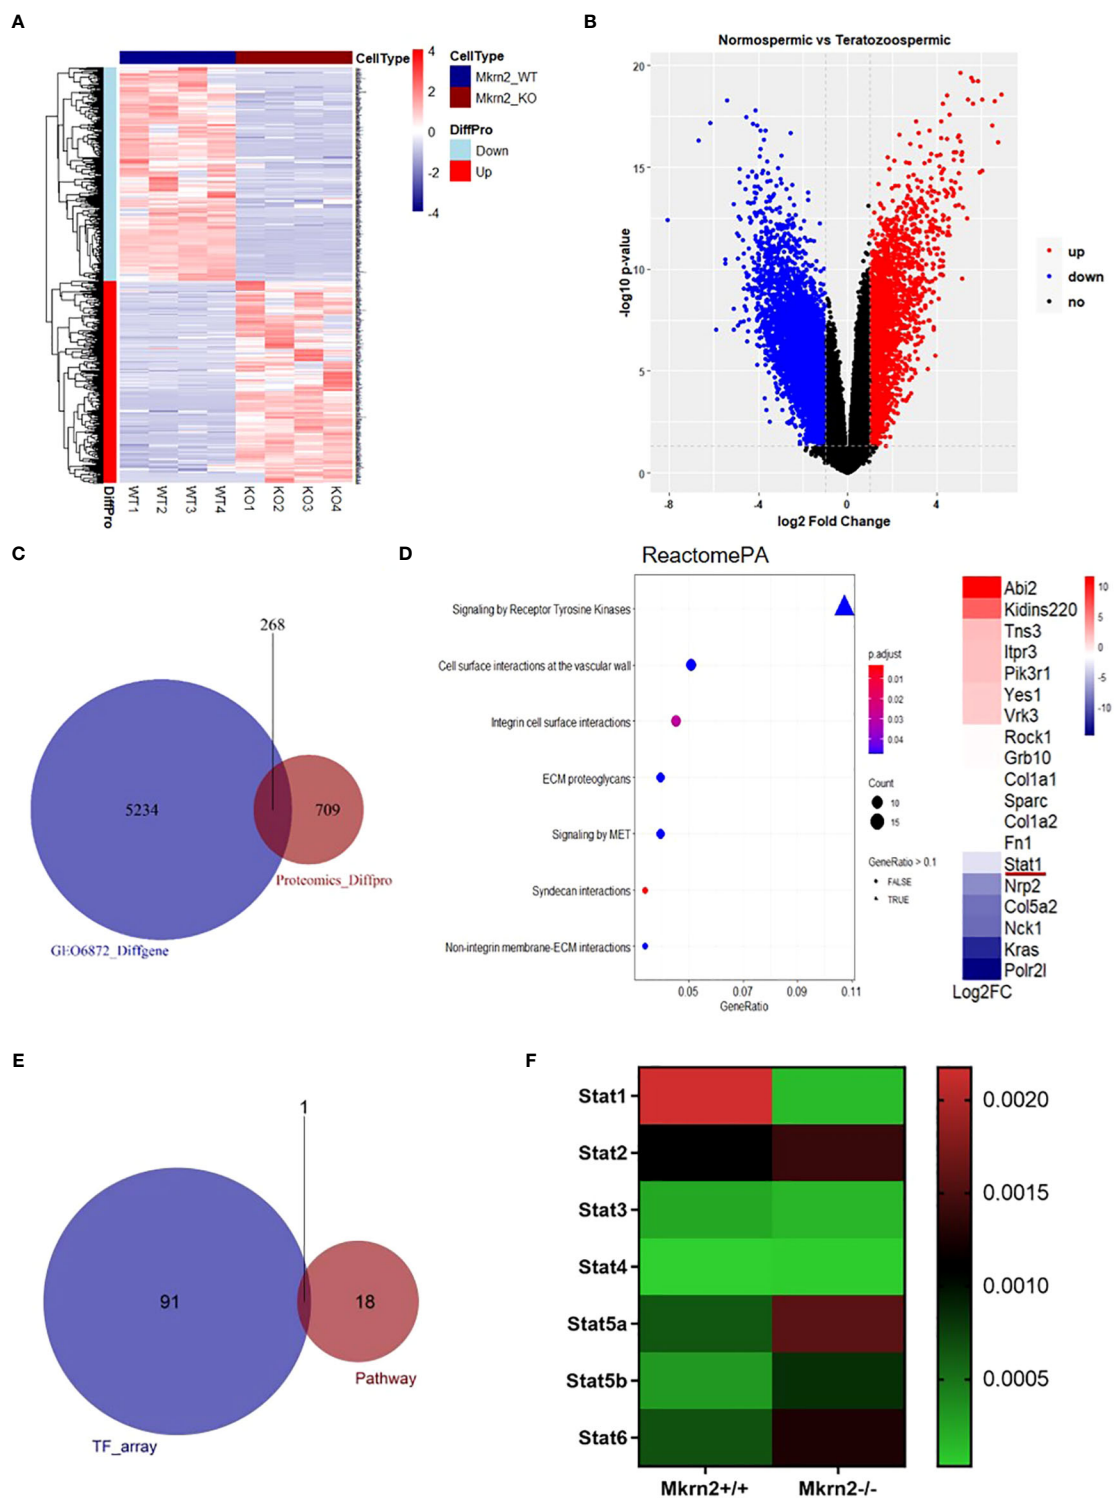 A
CellType
4
2
0
-2
-4
CellType
Mkrn2_WT
Mkrn2_KO
DiffPro
Down
Up
DiffPro
WT1
WT2
WT3
WT4
KO1
KO2
KO3
KO4
B
Normospermic vs Teratozoospermic
20
15
10
5
0
-log10 p-value
-8
-4
0
4
log2 Fold Change
up
down
no
C
268
5234
709
Proteomics_Diffpro
GEO6872_Diffgene
D
ReactomePA
Signaling by Receptor Tyrosine Kinases
Cell surface interactions at the vascular wall
Integrin cell surface interactions
ECM proteoglycans
Signaling by MET
Syndecan interactions
Non-integrin membrane-ECM interactions
0.05
0.07
0.09
0.11
GeneRatio
p.adjust
0.01
0.02
0.03
0.04
Count
10
15
GeneRatio > 0.1
FALSE
TRUE
Abi2
Kidins220
Tns3
Itpr3
Pik3r1
Yes1
Vrk3
Rock1
Grb10
Col1a1
Sparc
Col1a2
Fn1
Stat1
Nrp2
Col5a2
Nck1
Kras
Polr2l
Log2FC
10
5
0
-5
-10
E
1
91
18
Pathway
TF_array
F
Stat1
Stat2
Stat3
Stat4
Stat5a
Stat5b
Stat6
Mkrn2+/+
Mkrn2-/-
0.0020
0.0015
0.0010
0.0005